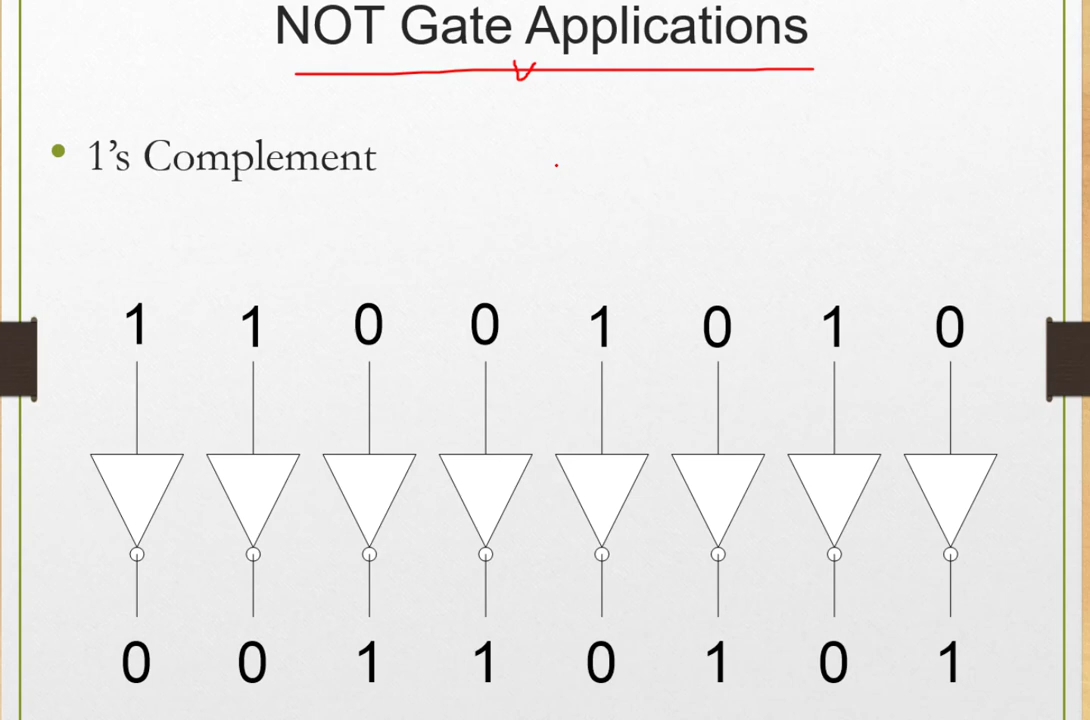 NOT Gate Applications
• 1’s Complement
1 1 0 0 1 0 1 0
0 0 1 1 0 1 0 1